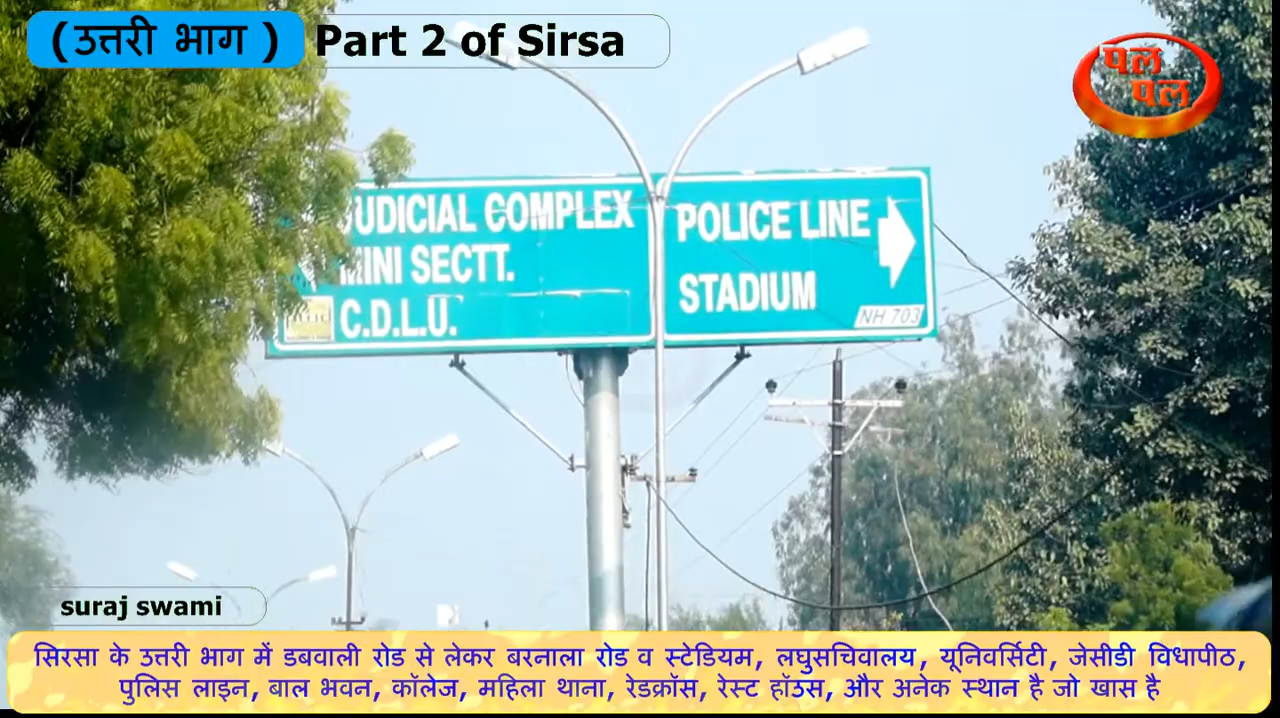 (उत्तरी भाग )
Part 2 of Sirsa
पल
पल
JUDICIAL COMPLEX
MINI SECTT.
C.D.L.U.
POLICE LINE
STADIUM
NH 703
suraj swami
सिरसा के उत्तरी भाग में डबवाली रोड से लेकर बरनाला रोड व स्टेडियम, लघुसचिवालय, यूनिवर्सिटी, जेसीडी विधापीठ,
पुलिस लाइन, बाल भवन, कॉलेज, महिला थाना, रेडक्रॉस, रेस्ट हॉउस, और अनेक स्थान है जो खास है